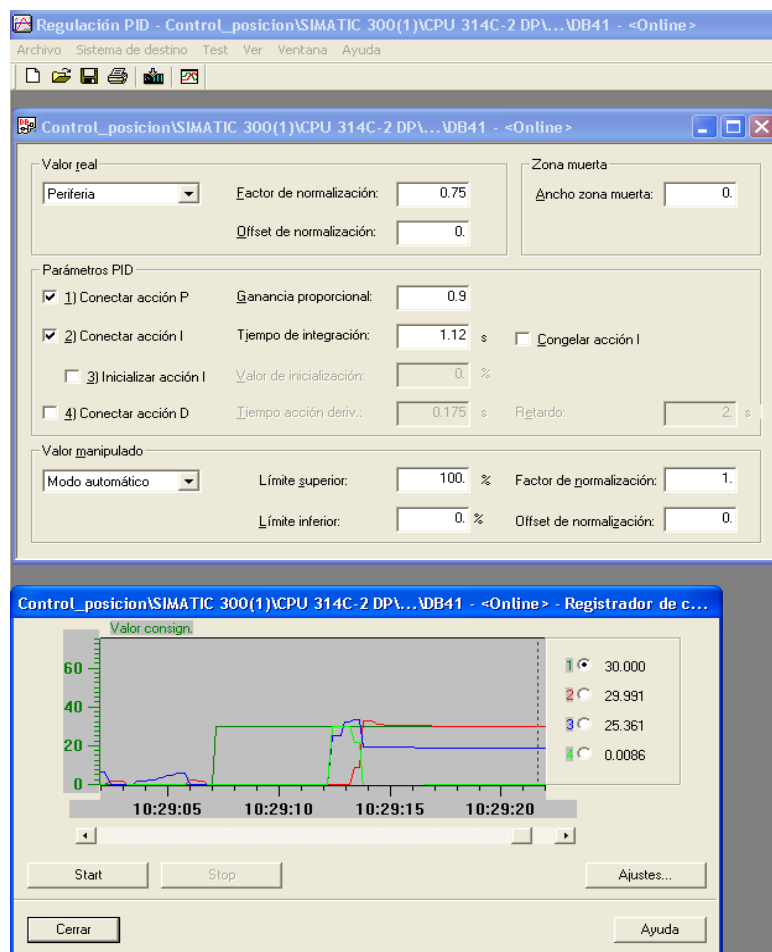 Regulación PID - Control_posicion\SIMATIC 300(1)\CPU 314C-2 DP\...\DB41 - <Online>
Archivo Sistema de destino Test Ver Ventana Ayuda
Control_posicion\SIMATIC 300(1)\CPU 314C-2 DP\...\DB41 - <Online>
Valor real Zona muerta
Periferia Factor de normalización: 0.75 Ancho zona muerta: 0.
Offset de normalización: 0.
Parámetros PID
1) Conectar acción P Ganancia proporcional: 0.9
2) Conectar acción I Tiempo de integración: 1.12 s Congelar acción I
3) Inicializar acción I Valor de inicialización: 0. %
4) Conectar acción D Tiempo acción deriv.: 0.175 s Retardo: 2. s
Valor manipulado
Modo automático Límite superior: 100. % Factor de normalización: 1.
Límite inferior: 0. % Offset de normalización: 0.
Control_posicion\SIMATIC 300(1)\CPU 314C-2 DP\...\DB41 - <Online> - Registrador de c...
Valor consign.
60 1 30.000
40 2 29.991
20 3 25.361
0 4 0.0086
10:29:05 10:29:10 10:29:15 10:29:20
Start Stop Ajustes...
Cerrar Ayuda